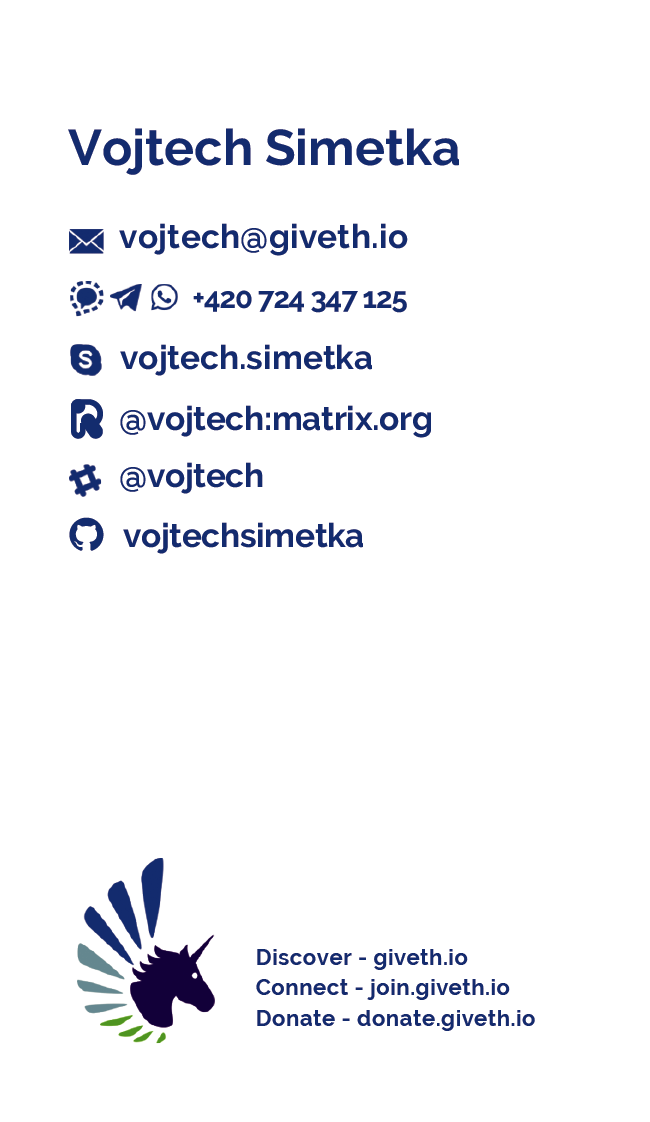 Vojtech Simetka
vojtech@giveth.io
+420 724 347 125
vojtech.simetka
@vojtech:matrix.org
@vojtech
vojtechsimetka
Discover - giveth.io
Connect - join.giveth.io
Donate - donate.giveth.io